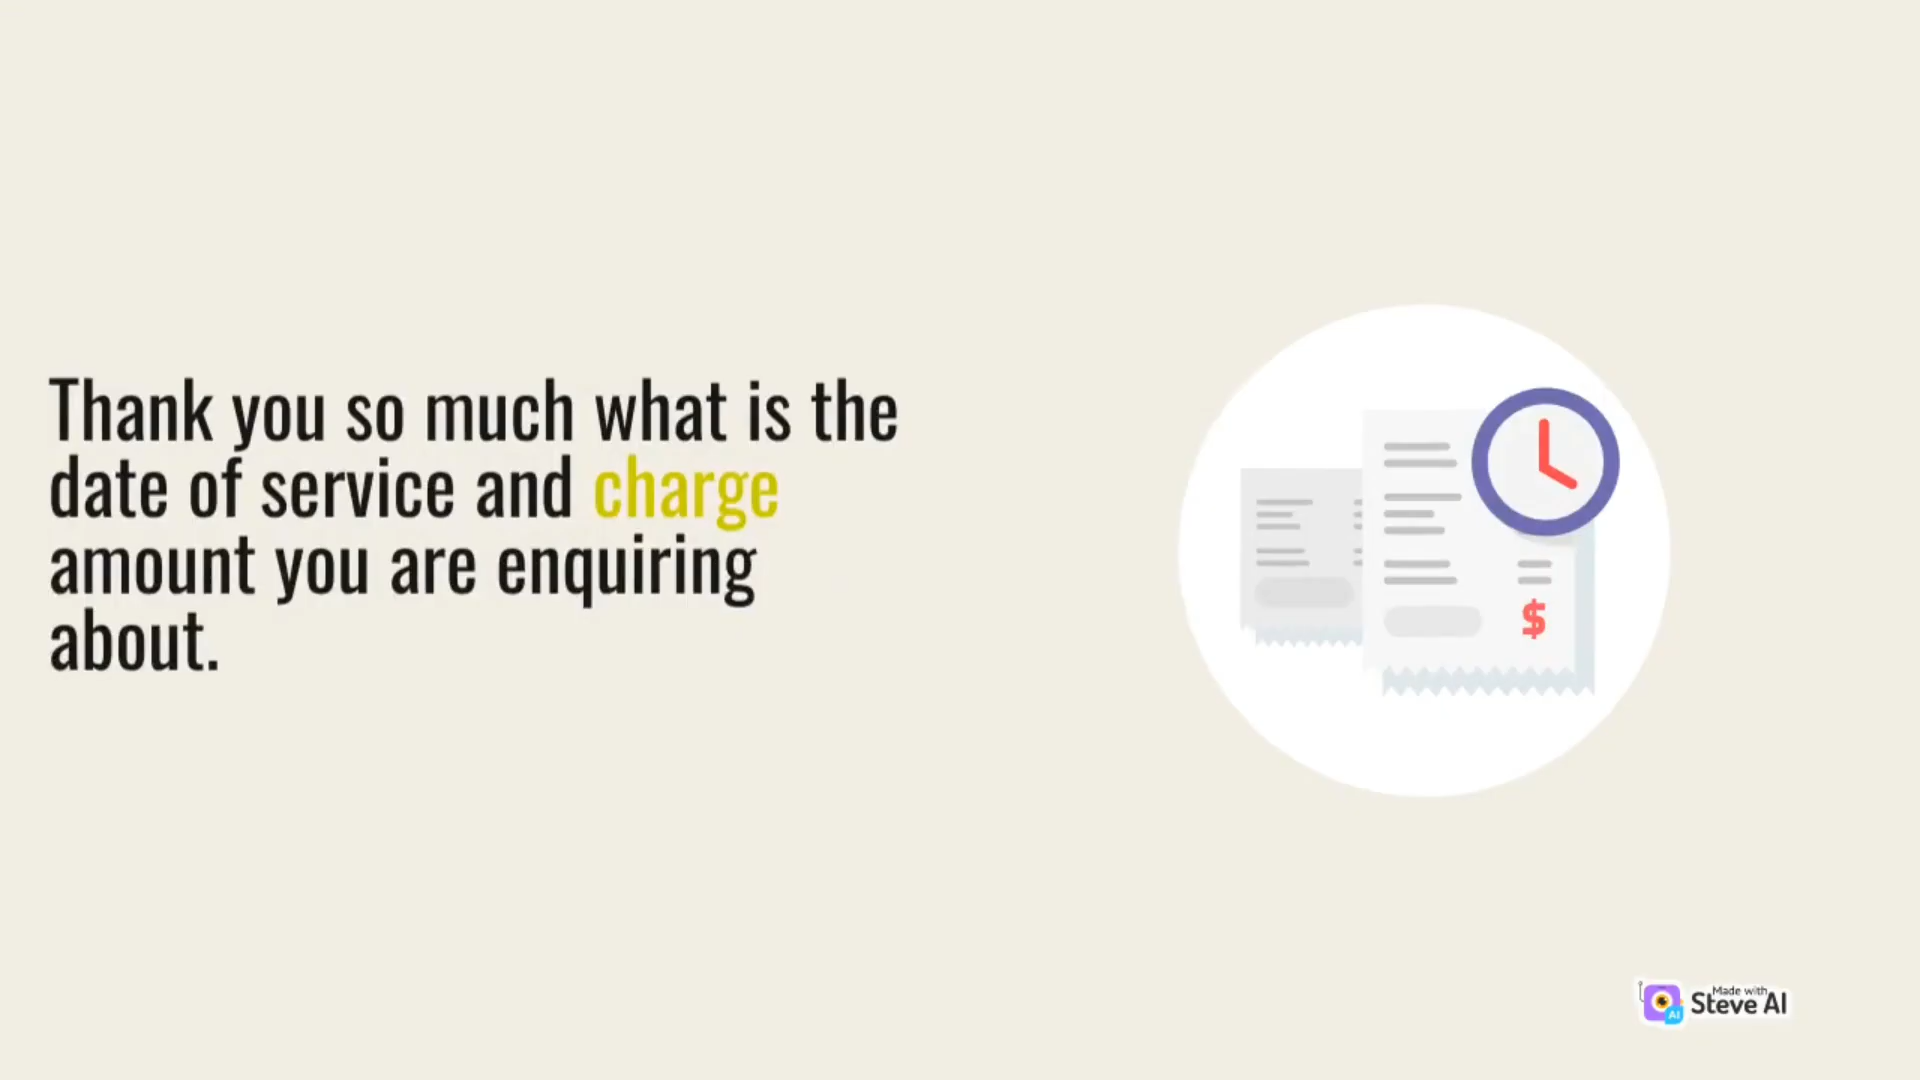 Thank you so much what is the
date of service and charge
amount you are enquiring
about.
$
Made with
Steve AI
AI